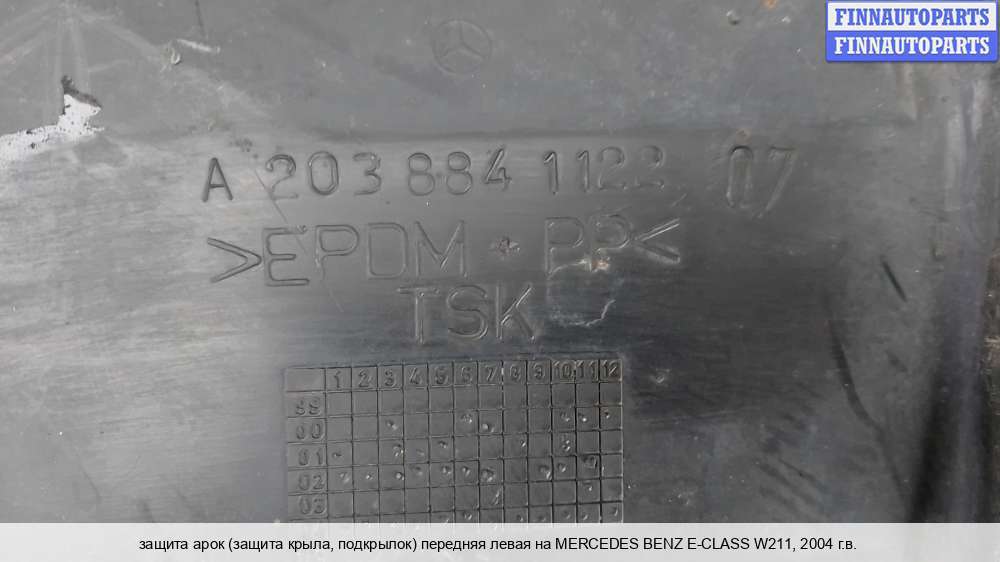 FINNAUTOPARTS
FINNAUTOPARTS
A 203 884 1122 07
>EPDM + PP<
TSK
1 2 3 4 5 6 7 8 9 10 11 12
99
00
01
02
03
защита арок (защита крыла, подкрылок) передняя левая на MERCEDES BENZ E-CLASS W211, 2004 г.в.